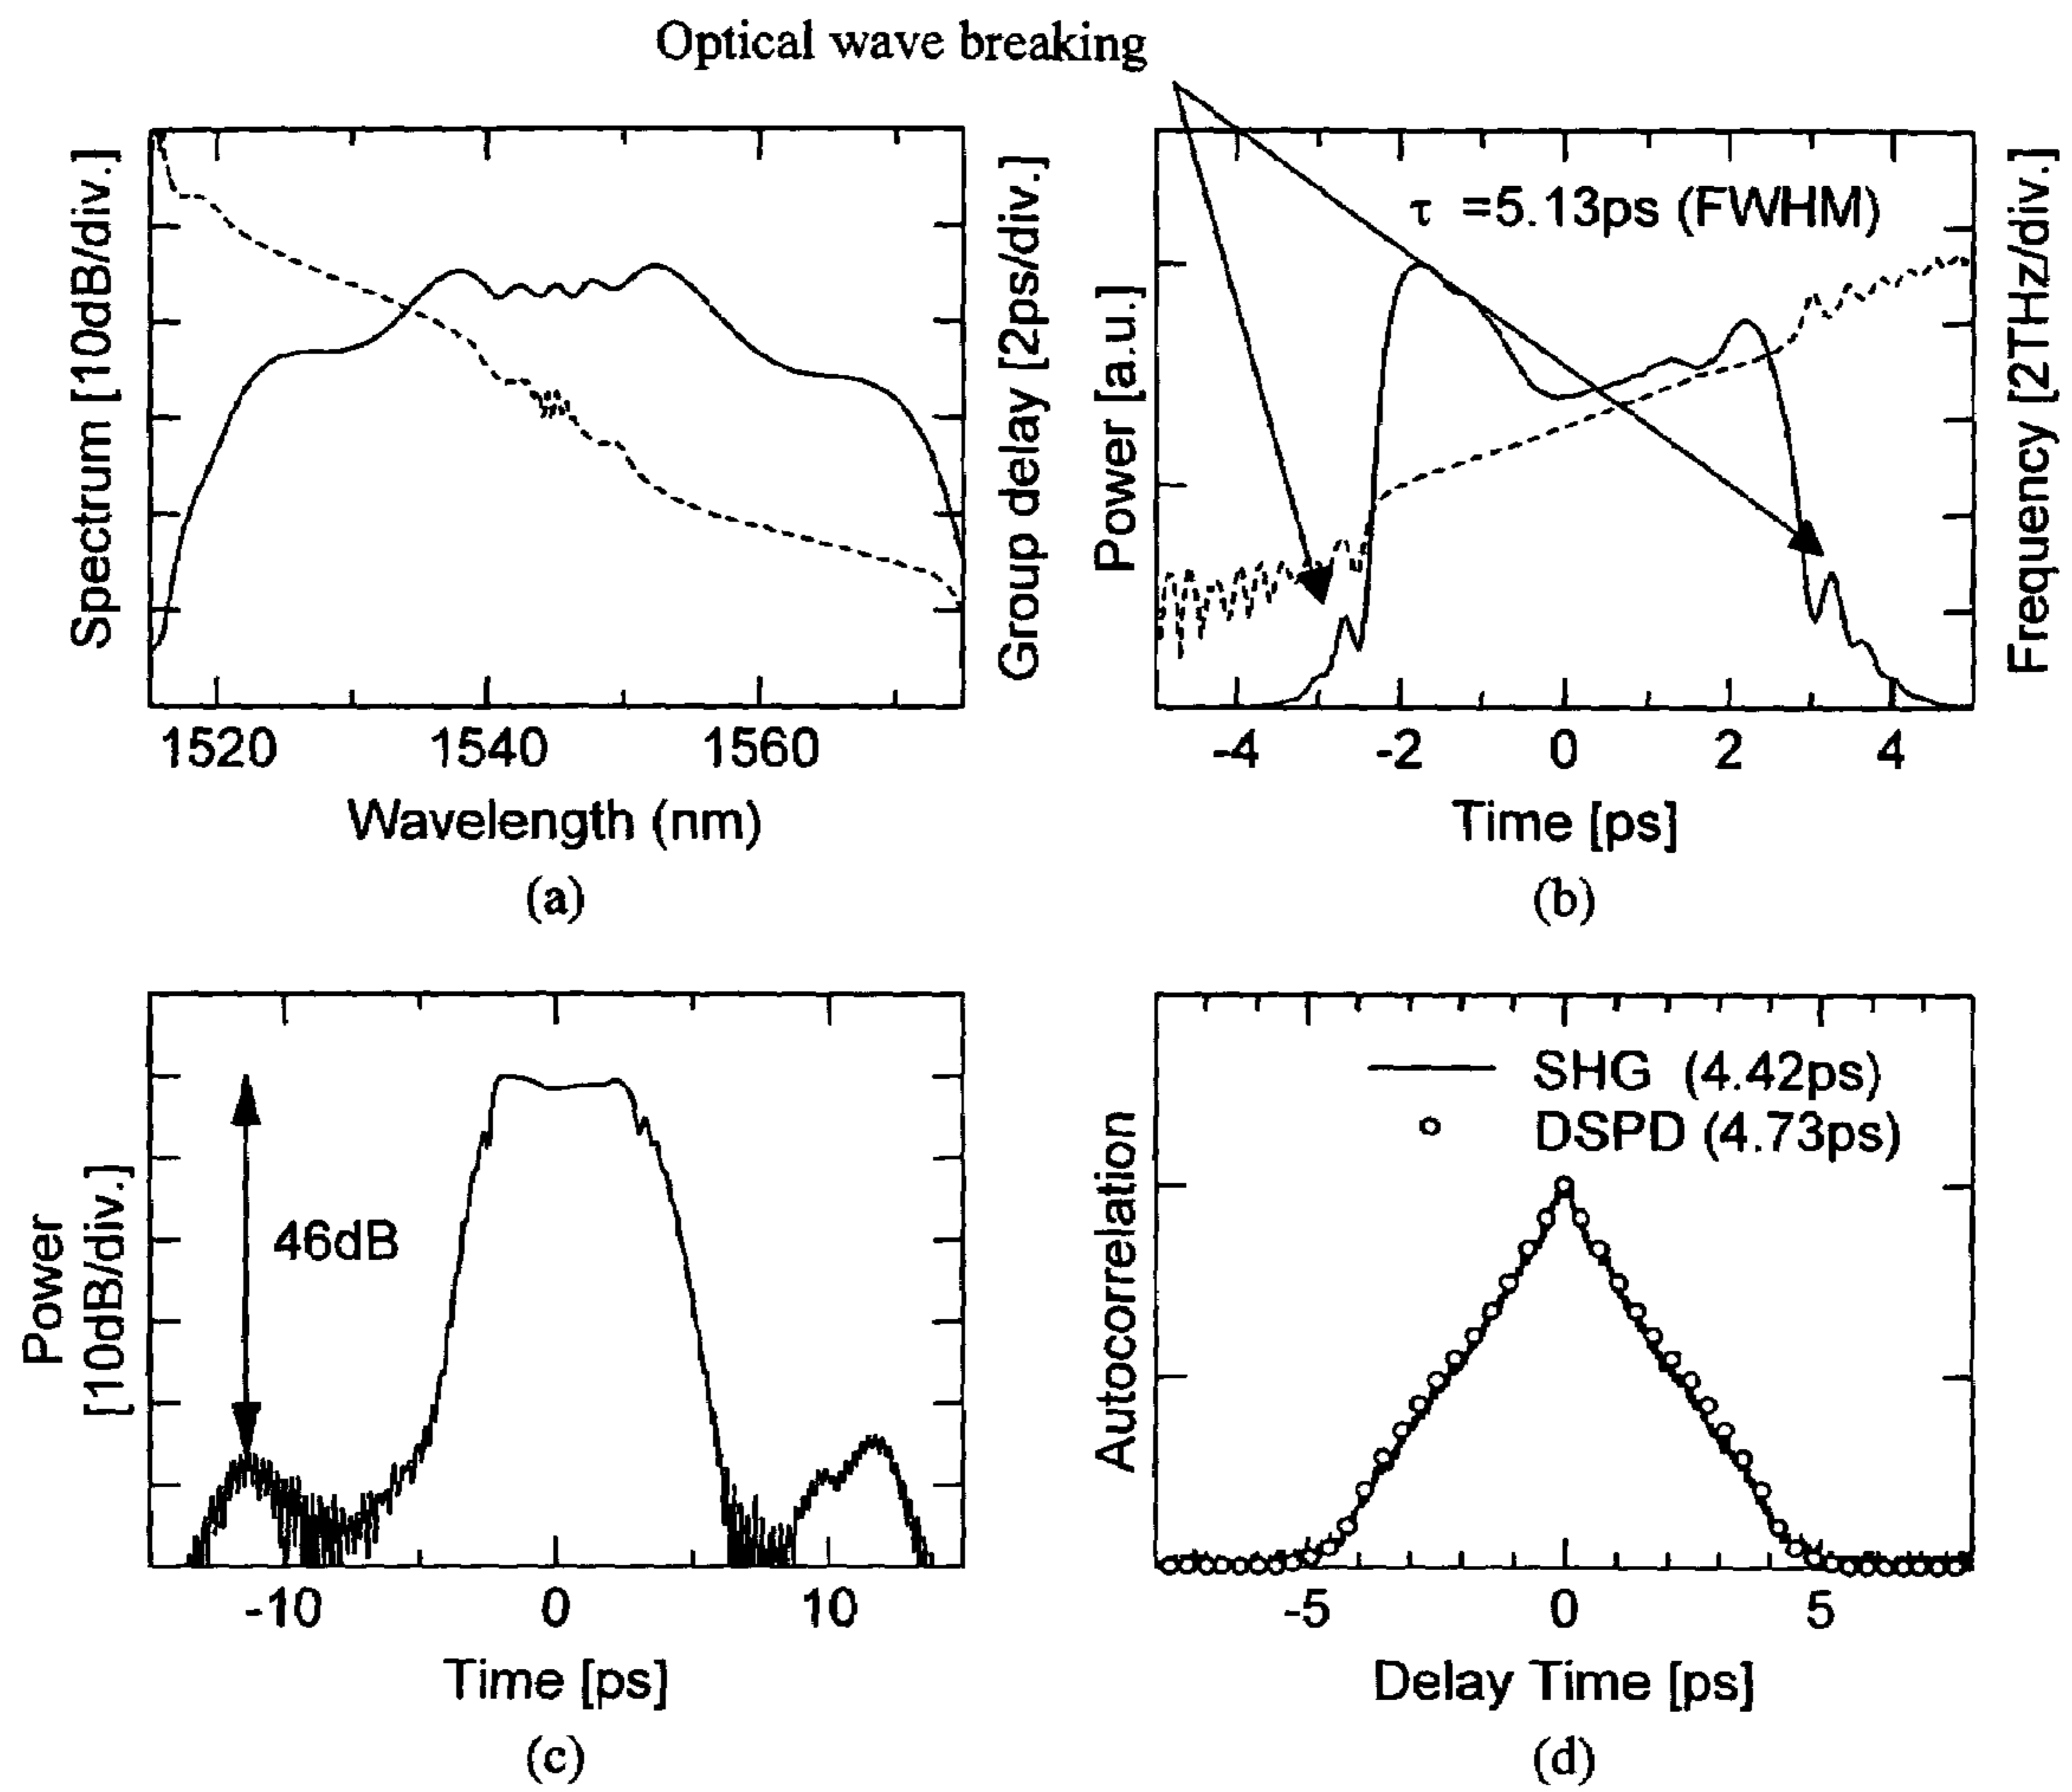 Optical wave breaking
Spectrum [10dB/div.]
Group delay [2ps/div.]
1520
1540
1560
Wavelength (nm)
(a)
τ =5.13ps (FWHM)
Power [a.u.]
Frequency [2THz/div.]
-4
-2
0
2
4
Time [ps]
(b)
46dB
Power
[10dB/div.]
-10
0
10
Time [ps]
(c)
SHG (4.42ps)
DSPD (4.73ps)
Autocorrelation
-5
0
5
Delay Time [ps]
(d)